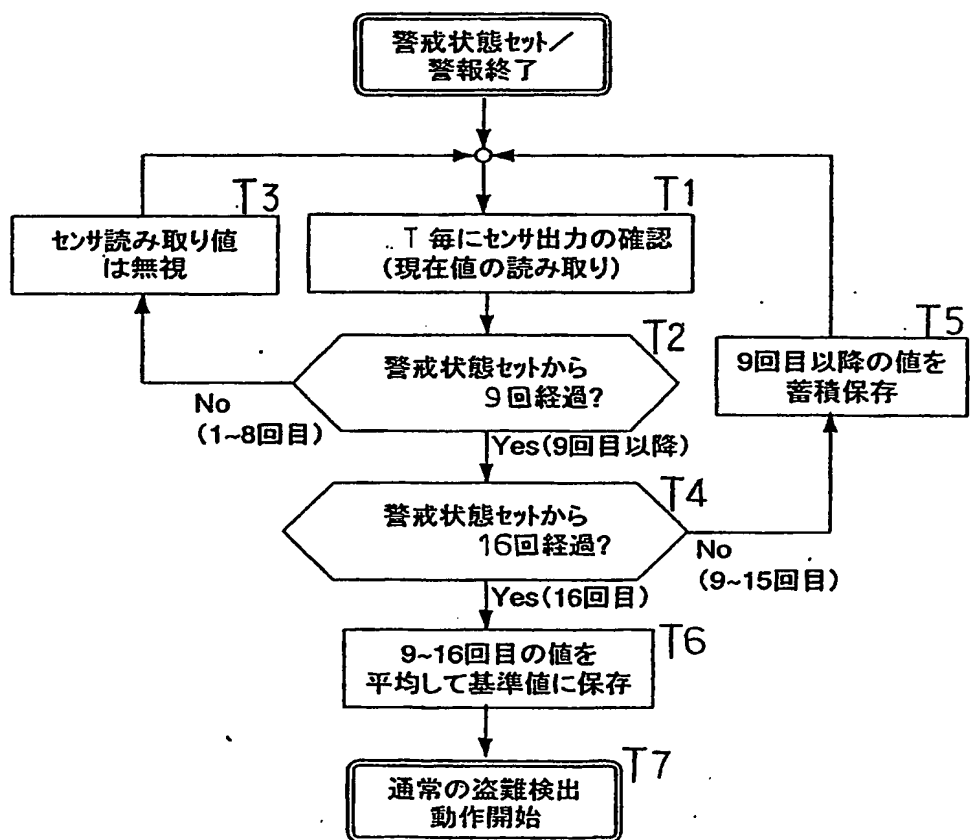 警戒状態セット／
警報終了
T3
センサ読み取り値
は無視
T1
T 毎にセンサ出力の確認
(現在値の読み取り)
T2
警戒状態セットから
9回経過?
No
(1~8回目)
Yes(9回目以降)
T5
9回目以降の値を
蓄積保存
T4
警戒状態セットから
16回経過?
No
(9~15回目)
Yes(16回目)
T6
9~16回目の値を
平均して基準値に保存
T7
通常の盗難検出
動作開始